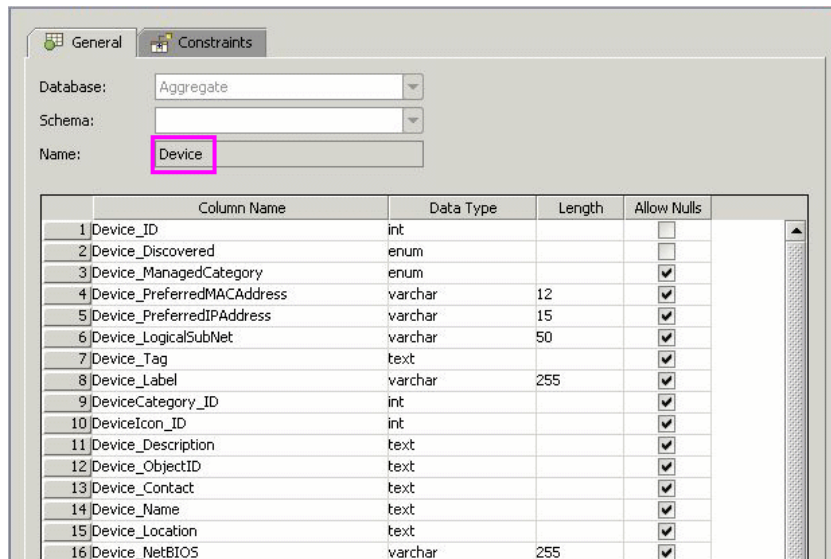 General Constraints
Database: Aggregate
Schema:
Name: Device
Column Name Data Type Length Allow Nulls
1 Device_ID int
2 Device_Discovered enum
3 Device_ManagedCategory enum
4 Device_PreferredMACAddress varchar 12
5 Device_PreferredIPAddress varchar 15
6 Device_LogicalSubNet varchar 50
7 Device_Tag text
8 Device_Label varchar 255
9 DeviceCategory_ID int
10 DeviceIcon_ID int
11 Device_Description text
12 Device_ObjectID text
13 Device_Contact text
14 Device_Name text
15 Device_Location text
16 Device_NetBIOS varchar 255